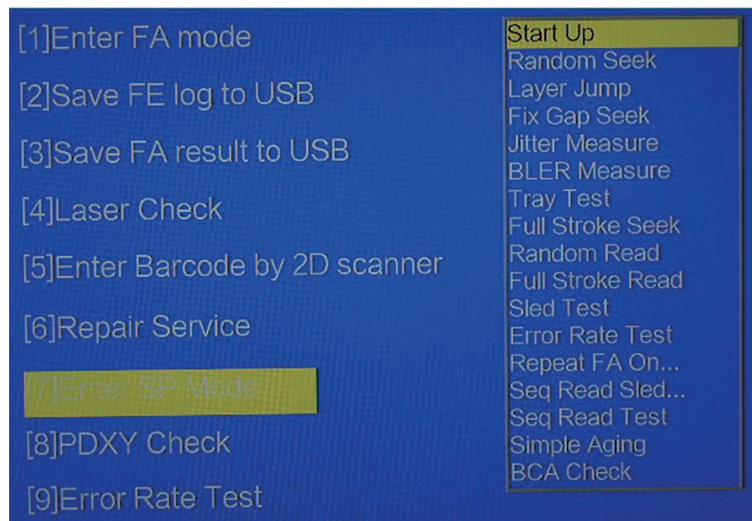 [1]Enter FA mode
[2]Save FE log to USB
[3]Save FA result to USB
[4]Laser Check
[5]Enter Barcode by 2D scanner
[6]Repair Service
[7]Enter SP Mode
[8]PDXY Check
[9]Error Rate Test
Start Up
Random Seek
Layer Jump
Fix Gap Seek
Jitter Measure
BLER Measure
Tray Test
Full Stroke Seek
Random Read
Full Stroke Read
Sled Test
Error Rate Test
Repeat FA On...
Seq Read Sled...
Seq Read Test
Simple Aging
BCA Check